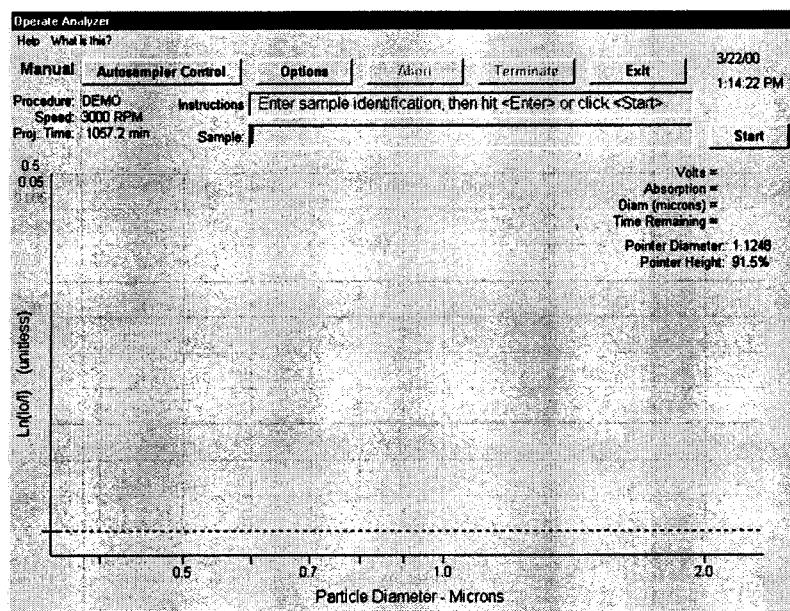 Operate Analyzer
Help What is this?
Manual Autosampler Control Options Abort Terminate Exit 3/22/00
1:14:22 PM
Procedure: DEMO
Speed: 3000 RPM
Proj. Time: 1057.2 min
Instructions Enter sample identification, then hit <Enter> or click <Start>
Sample:
Start
0.5
0.05
Volts =
Absorption =
Diam (microns) =
Time Remaining =
Pointer Diameter: 1.1248
Pointer Height: 91.5%
Ln(Io/I) (unitless)
0.5 0.7 1.0 2.0
Particle Diameter - Microns